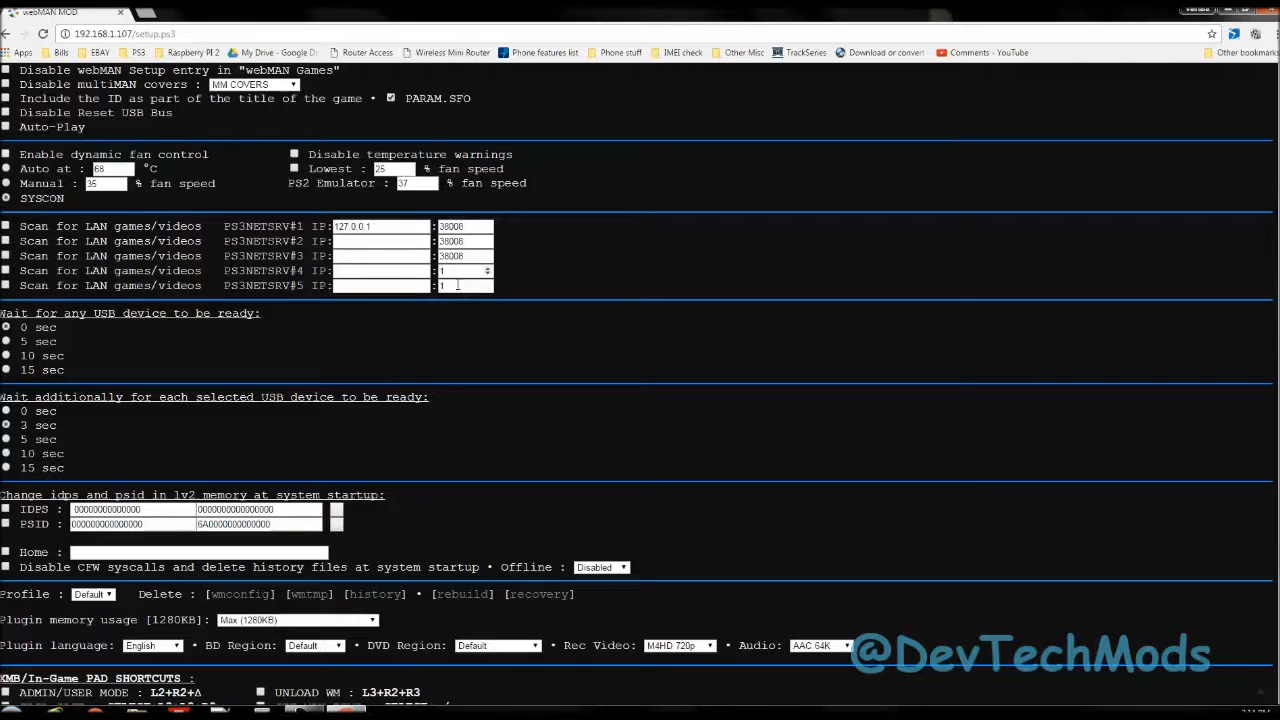 webMAN MOD
192.168.1.107/setup.ps3
Apps Bills EBAY PS3 Raspberry PI 2 My Drive - Google D Router Access Wireless Mini Router Phone features list Phone stuff IMEI check Other Misc TrackSeries Download or convert Comments - YouTube Other bookmarks
Disable webMAN Setup entry in "webMAN Games"
Disable multiMAN covers : MM COVERS
Include the ID as part of the title of the game • PARAM.SFO
Disable Reset USB Bus
Auto-Play
Enable dynamic fan control Disable temperature warnings
Auto at : 68 °C Lowest : 25 % fan speed
Manual : 35 % fan speed PS2 Emulator : 37 % fan speed
SYSCON
Scan for LAN games/videos PS3NETSRV#1 IP: 127.0.0.1 : 38008
Scan for LAN games/videos PS3NETSRV#2 IP: : 38008
Scan for LAN games/videos PS3NETSRV#3 IP: : 38008
Scan for LAN games/videos PS3NETSRV#4 IP: : 1
Scan for LAN games/videos PS3NETSRV#5 IP: : 1
Wait for any USB device to be ready:
0 sec
5 sec
10 sec
15 sec
Wait additionally for each selected USB device to be ready:
0 sec
3 sec
5 sec
10 sec
15 sec
Change idps and psid in lv2 memory at system startup:
IDPS : 00000000000000 0000000000000000
PSID : 000000000000000 6A0000000000000
Home :
Disable CFW syscalls and delete history files at system startup • Offline : Disabled
Profile : Default Delete : [wmconfig] [wmtmp] [history] • [rebuild] [recovery]
Plugin memory usage [1280KB]: Max (1280KB)
Plugin language: English • BD Region: Default • DVD Region: Default • Rec Video: M4HD 720p • Audio: AAC 64K
@DevTechMods
XMB/In-Game PAD SHORTCUTS :
ADMIN/USER MODE : L2+R2+Δ UNLOAD WM : L3+R2+R3